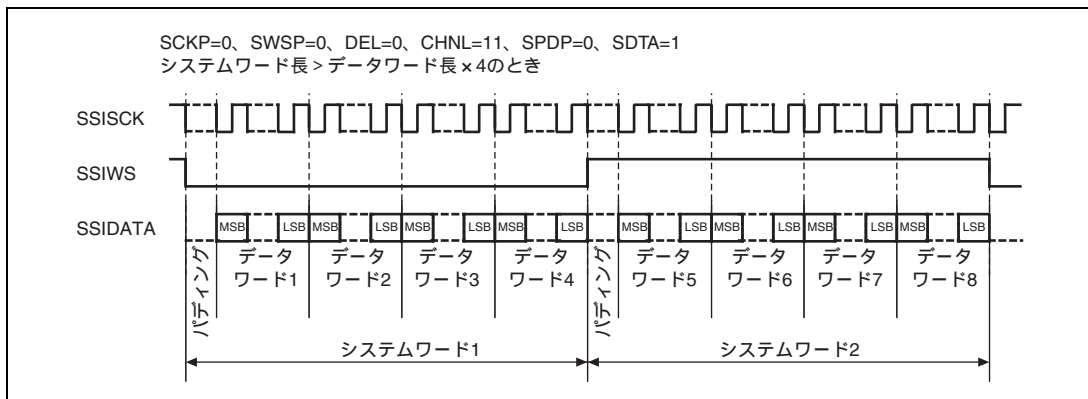 SCKP=0、SWSP=0、DEL=0、CHNL=11、SPDP=0、SDTA=1
システムワード長 > データワード長 × 4のとき
SSISCK
SSIWS
SSIDATA
MSB LSB MSB LSB MSB LSB MSB LSB MSB LSB MSB LSB MSB LSB MSB LSB
パディング
データ
ワード1
データ
ワード2
データ
ワード3
データ
ワード4
パディング
データ
ワード5
データ
ワード6
データ
ワード7
データ
ワード8
システムワード1
システムワード2